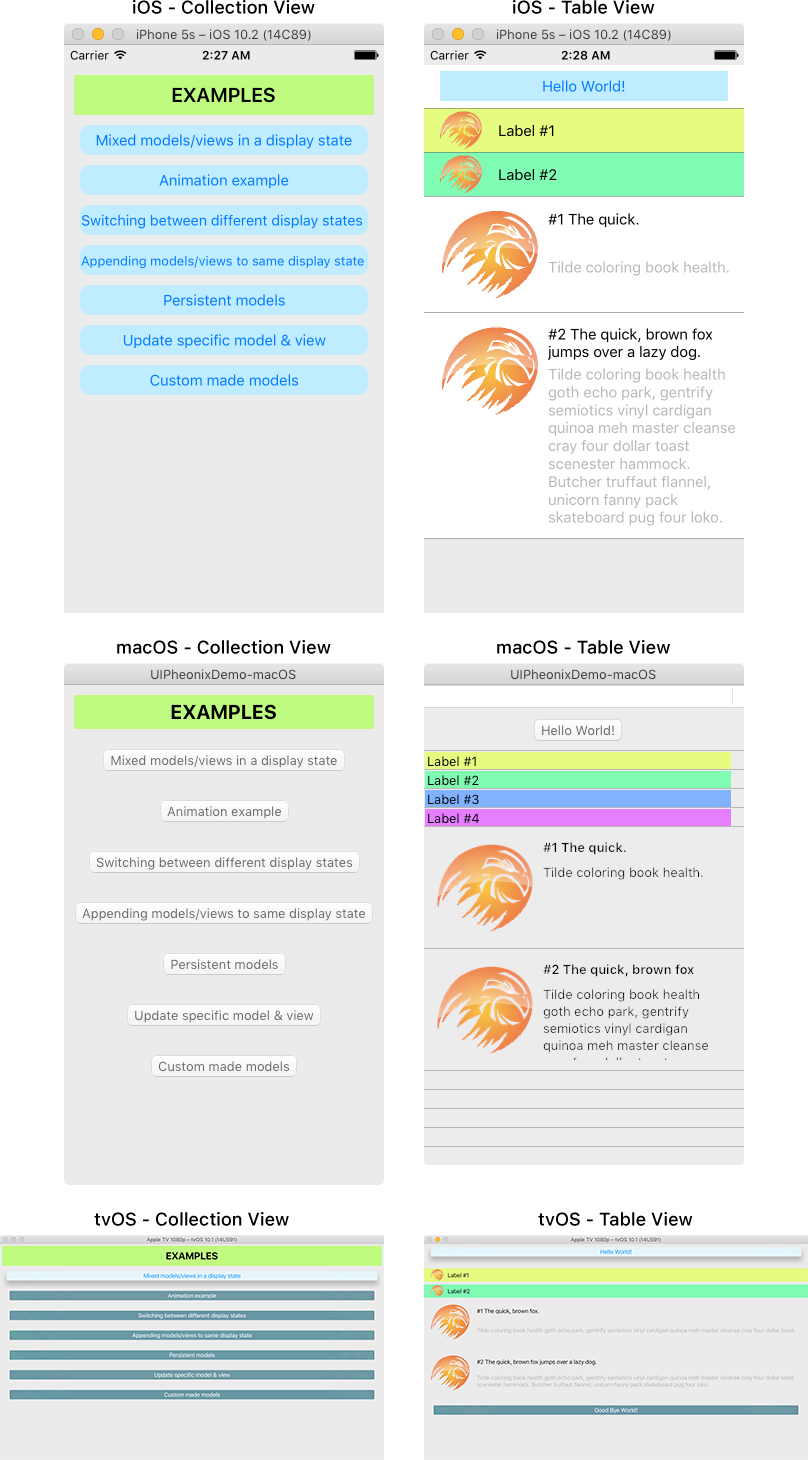 iOS - Collection View
iPhone 5s – iOS 10.2 (14C89)
Carrier
2:27 AM
EXAMPLES
Mixed models/views in a display state
Animation example
Switching between different display states
Appending models/views to same display state
Persistent models
Update specific model & view
Custom made models
iOS - Table View
iPhone 5s – iOS 10.2 (14C89)
Carrier
2:28 AM
Hello World!
Label #1
Label #2
#1 The quick.
Tilde coloring book health.
#2 The quick, brown fox
jumps over a lazy dog.
Tilde coloring book health
goth echo park, gentrify
semiotics vinyl cardigan
quinoa meh master cleanse
cray four dollar toast
scenester hammock.
Butcher truffaut flannel,
unicorn fanny pack
skateboard pug four loko.
macOS - Collection View
UIPheonixDemo-macOS
EXAMPLES
Mixed models/views in a display state
Animation example
Switching between different display states
Appending models/views to same display state
Persistent models
Update specific model & view
Custom made models
macOS - Table View
UIPheonixDemo-macOS
Hello World!
Label #1
Label #2
Label #3
Label #4
#1 The quick.
Tilde coloring book health.
#2 The quick, brown fox
Tilde coloring book health
goth echo park, gentrify
semiotics vinyl cardigan
quinoa meh master cleanse
tvOS - Collection View
Apple TV 1080p – tvOS 10.1 (14U591)
EXAMPLES
Mixed models/views in a display state
Animation example
Switching between different display states
Appending models/views to same display state
Persistent models
Update specific model & view
Custom made models
tvOS - Table View
Apple TV 1080p – tvOS 10.1 (14U591)
Hello World!
Label #1
Label #2
#1 The quick, brown fox.
Tilde coloring book health goth echo park, gentrify semiotics vinyl cardigan quinoa meh master cleanse cray four dollar toast.
#2 The quick, brown fox jumps over a lazy dog.
Tilde coloring book health goth echo park, gentrify semiotics vinyl cardigan quinoa meh master cleanse cray four dollar toast
scenester hammock. Butcher truffaut flannel, unicorn fanny pack skateboard pug four loko.
Good Bye World!